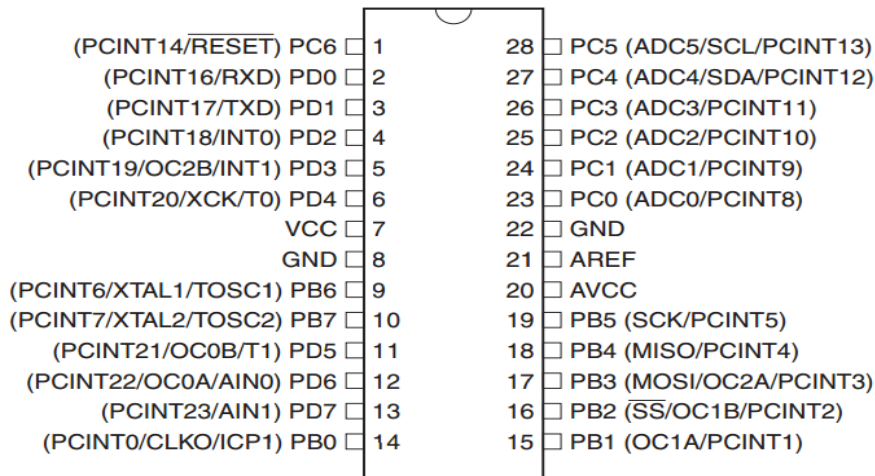 (PCINT14/RESET) PC6 1 28 PC5 (ADC5/SCL/PCINT13)
(PCINT16/RXD) PD0 2 27 PC4 (ADC4/SDA/PCINT12)
(PCINT17/TXD) PD1 3 26 PC3 (ADC3/PCINT11)
(PCINT18/INT0) PD2 4 25 PC2 (ADC2/PCINT10)
(PCINT19/OC2B/INT1) PD3 5 24 PC1 (ADC1/PCINT9)
(PCINT20/XCK/T0) PD4 6 23 PC0 (ADC0/PCINT8)
VCC 7 22 GND
GND 8 21 AREF
(PCINT6/XTAL1/TOSC1) PB6 9 20 AVCC
(PCINT7/XTAL2/TOSC2) PB7 10 19 PB5 (SCK/PCINT5)
(PCINT21/OC0B/T1) PD5 11 18 PB4 (MISO/PCINT4)
(PCINT22/OC0A/AIN0) PD6 12 17 PB3 (MOSI/OC2A/PCINT3)
(PCINT23/AIN1) PD7 13 16 PB2 (SS/OC1B/PCINT2)
(PCINT0/CLKO/ICP1) PB0 14 15 PB1 (OC1A/PCINT1)